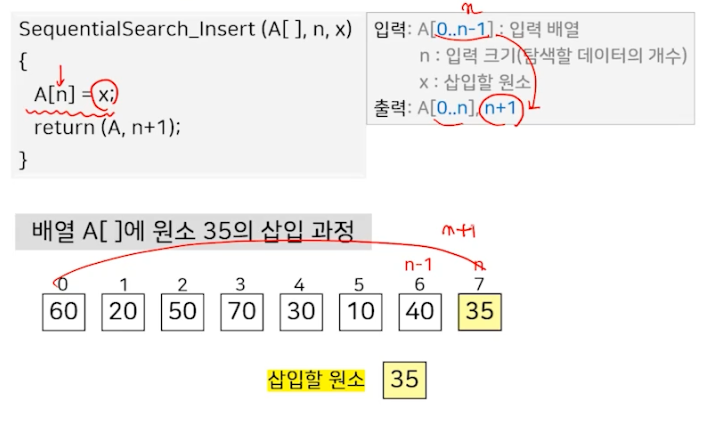 SequentialSearch_Insert (A[ ], n, x)
{
A[n] = x;
return (A, n+1);
}
n
입력: A[0..n-1] : 입력 배열
n : 입력 크기(탐색할 데이터의 개수)
x : 삽입할 원소
출력: A[0..n], n+1
배열 A[ ]에 원소 35의 삽입 과정
n+1
n-1 n
0 1 2 3 4 5 6 7
60 20 50 70 30 10 40 35
삽입할 원소 35